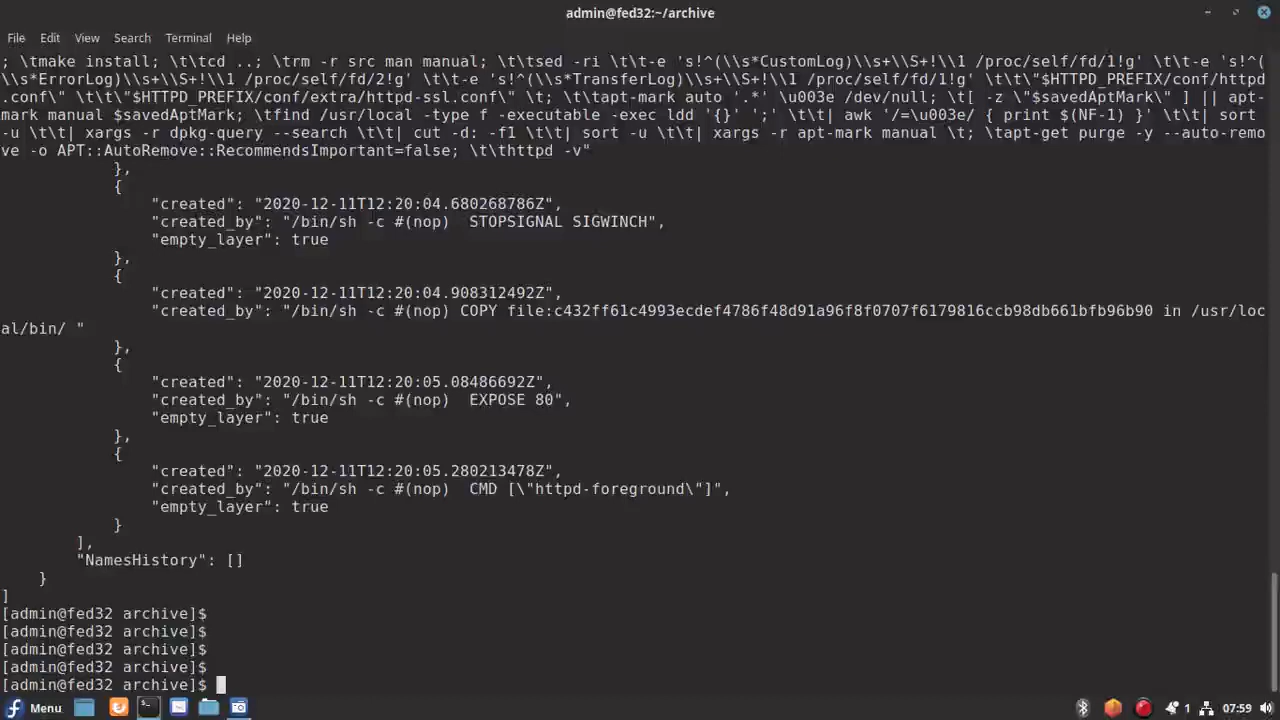 admin@fed32:~/archive
File Edit View Search Terminal Help
; \tmake install; \t\tcd ..; \trm -r src man manual; \t\tsed -ri \t\t-e 's!^(\\s*CustomLog)\\s+\\S+!\\1 /proc/self/fd/1!g' \t\t-e 's!^(
\\s*ErrorLog)\\s+\\S+!\\1 /proc/self/fd/2!g' \t\t-e 's!^(\\s*TransferLog)\\s+\\S+!\\1 /proc/self/fd/1!g' \t\t\"$HTTPD_PREFIX/conf/httpd
.conf\" \t\t\"$HTTPD_PREFIX/conf/extra/httpd-ssl.conf\" \t; \t\tapt-mark auto '.*' \u003e /dev/null; \t[ -z \"$savedAptMark\" ] || apt-
mark manual $savedAptMark; \tfind /usr/local -type f -executable -exec ldd '{}' ';' \t\t| awk '/=\u003e/ { print $(NF-1) }' \t\t| sort
-u \t\t| xargs -r dpkg-query --search \t\t| cut -d: -f1 \t\t| sort -u \t\t| xargs -r apt-mark manual \t; \tapt-get purge -y --auto-remo
ve -o APT::AutoRemove::RecommendsImportant=false; \t\thttpd -v"
},
{
"created": "2020-12-11T12:20:04.680268786Z",
"created_by": "/bin/sh -c #(nop)  STOPSIGNAL SIGWINCH",
"empty_layer": true
},
{
"created": "2020-12-11T12:20:04.908312492Z",
"created_by": "/bin/sh -c #(nop) COPY file:c432ff61c4993ecdef4786f48d91a96f8f0707f6179816ccb98db661bfb96b90 in /usr/loc
al/bin/ "
},
{
"created": "2020-12-11T12:20:05.08486692Z",
"created_by": "/bin/sh -c #(nop)  EXPOSE 80",
"empty_layer": true
},
{
"created": "2020-12-11T12:20:05.280213478Z",
"created_by": "/bin/sh -c #(nop)  CMD [\"httpd-foreground\"]",
"empty_layer": true
}
],
"NamesHistory": []
}
]
[admin@fed32 archive]$
[admin@fed32 archive]$
[admin@fed32 archive]$
[admin@fed32 archive]$
[admin@fed32 archive]$
Menu 1 07:59